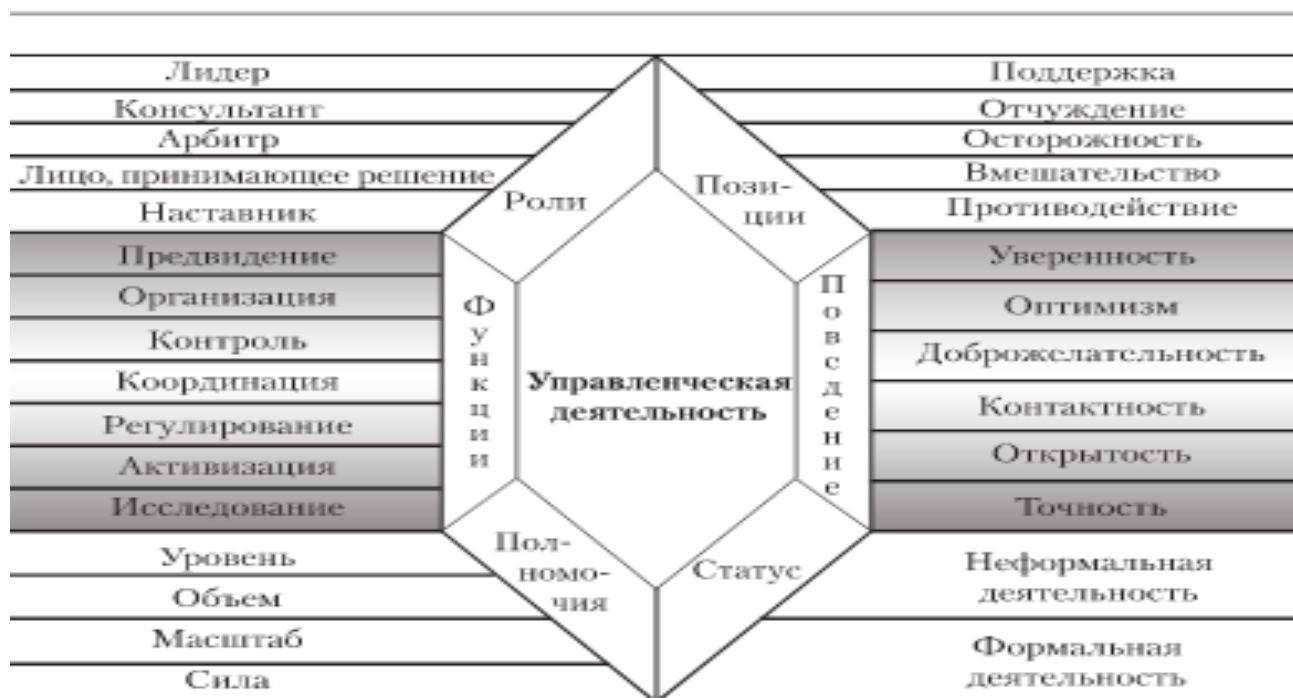 Лидер
Консультант
Арбитр
Лицо, принимающее решение
Наставник
Роли
Предвидение
Организация
Контроль
Координация
Регулирование
Активизация
Исследование
Функции
Уровень
Объем
Масштаб
Сила
Пол-
номо-
чия
Управленческая
деятельность
Поддержка
Отчуждение
Осторожность
Вмешательство
Противодействие
Пози-
ции
Уверенность
Оптимизм
Доброжелательность
Контактность
Открытость
Точность
Поведение
Неформальная
деятельность
Формальная
деятельность
Статус